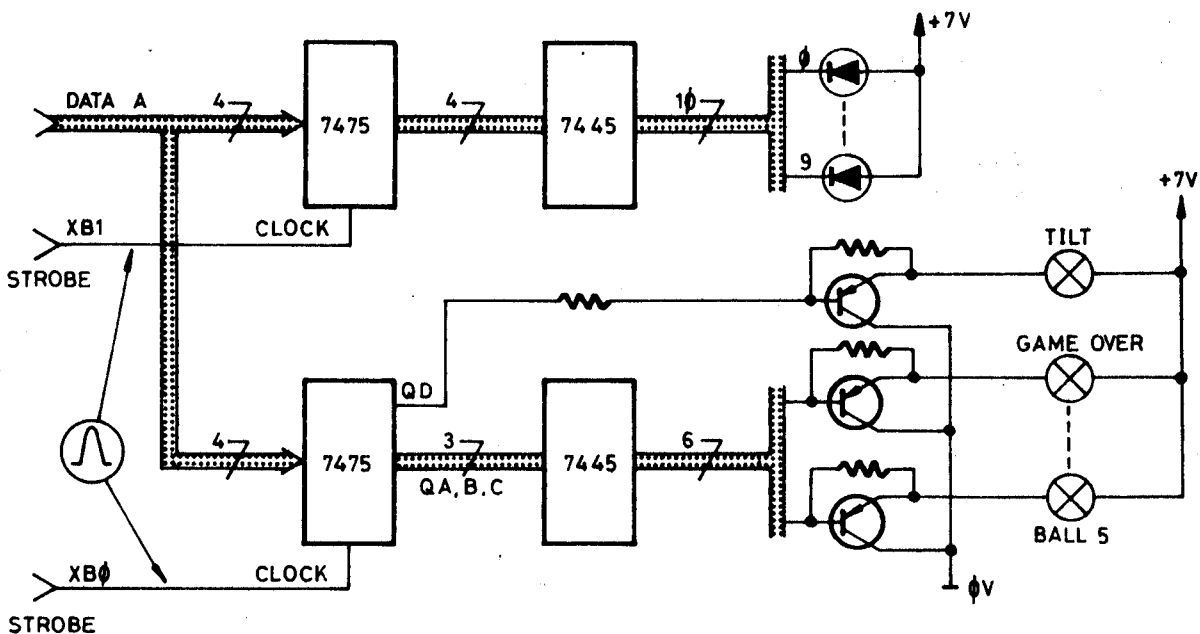 +7V
DATA A
4
7475
4
7445
1ϕ
ϕ
9
XB1
CLOCK
STROBE
+7V
TILT
GAME OVER
QD
4
7475
3
QA, B, C
7445
6
BALL 5
XBϕ
CLOCK
STROBE
ϕV